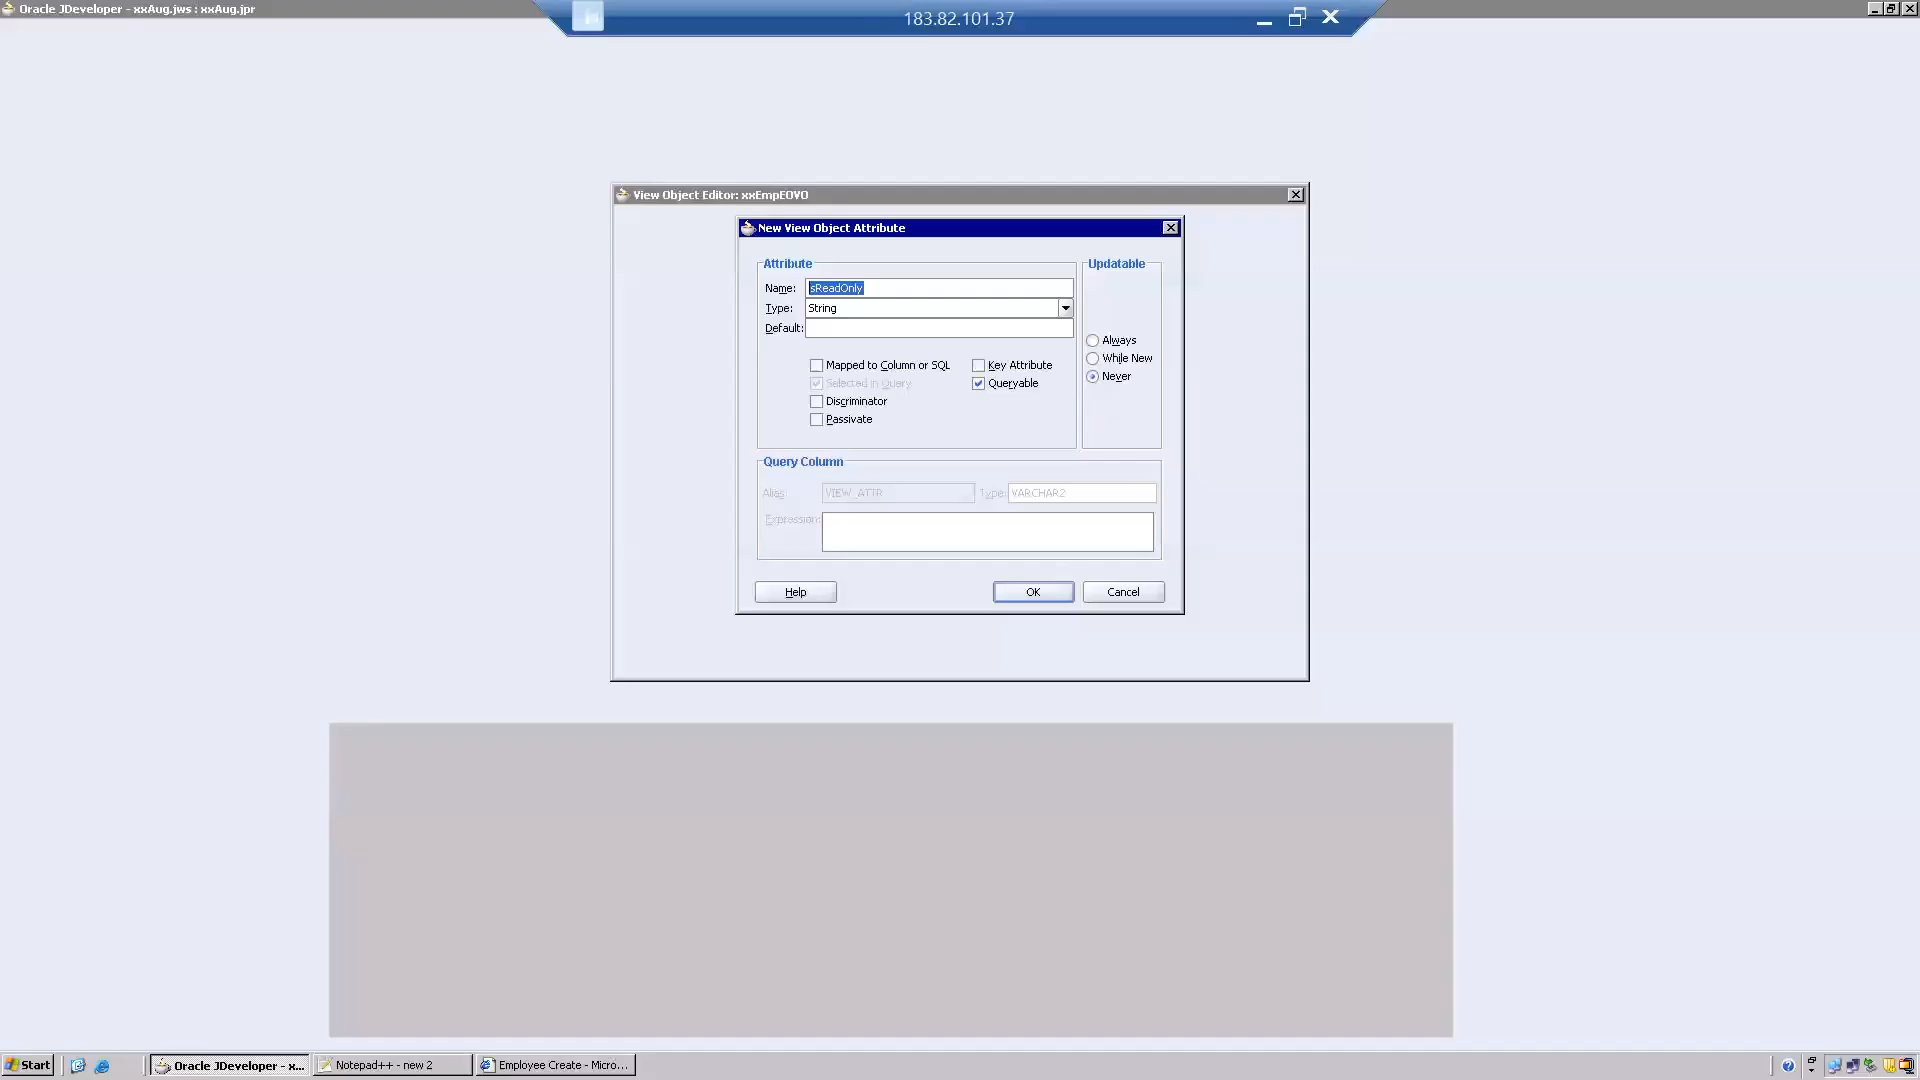 Oracle JDeveloper - xxAug.jws : xxAug.jpr
183.82.101.37
View Object Editor: xxEmpEOVO
New View Object Attribute
Attribute
Name: sReadOnly
Type: String
Default:
Mapped to Column or SQL
Key Attribute
Selected in Query
Queryable
Discriminator
Passivate
Updatable
Always
While New
Never
Query Column
Alias: VIEW_ATTR
Type: VARCHAR2
Expression:
Help
OK
Cancel
Start
Oracle JDeveloper - x...
Notepad++ - new 2
Employee Create - Micro...